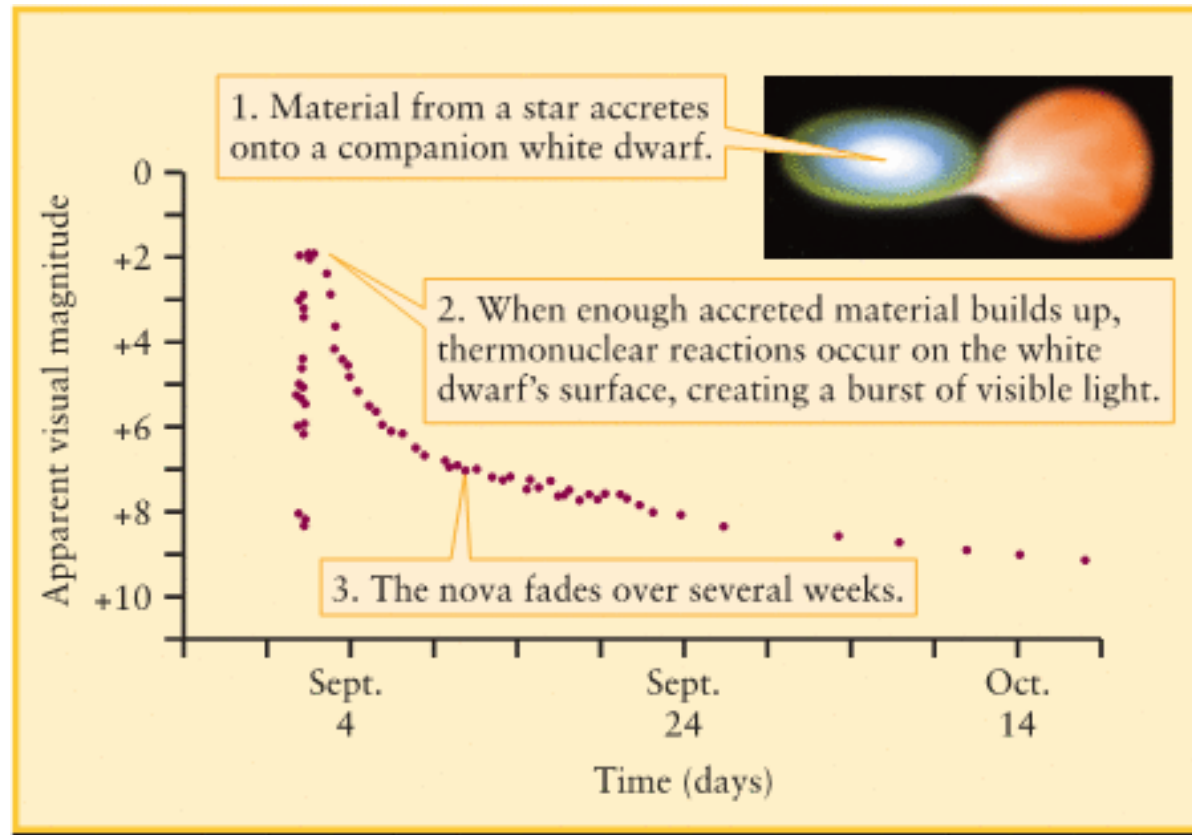 1. Material from a star accretes
onto a companion white dwarf.
0
+2
+4
+6
+8
+10
Apparent visual magnitude
2. When enough accreted material builds up,
thermonuclear reactions occur on the white
dwarf's surface, creating a burst of visible light.
3. The nova fades over several weeks.
Sept.
4
Sept.
24
Oct.
14
Time (days)